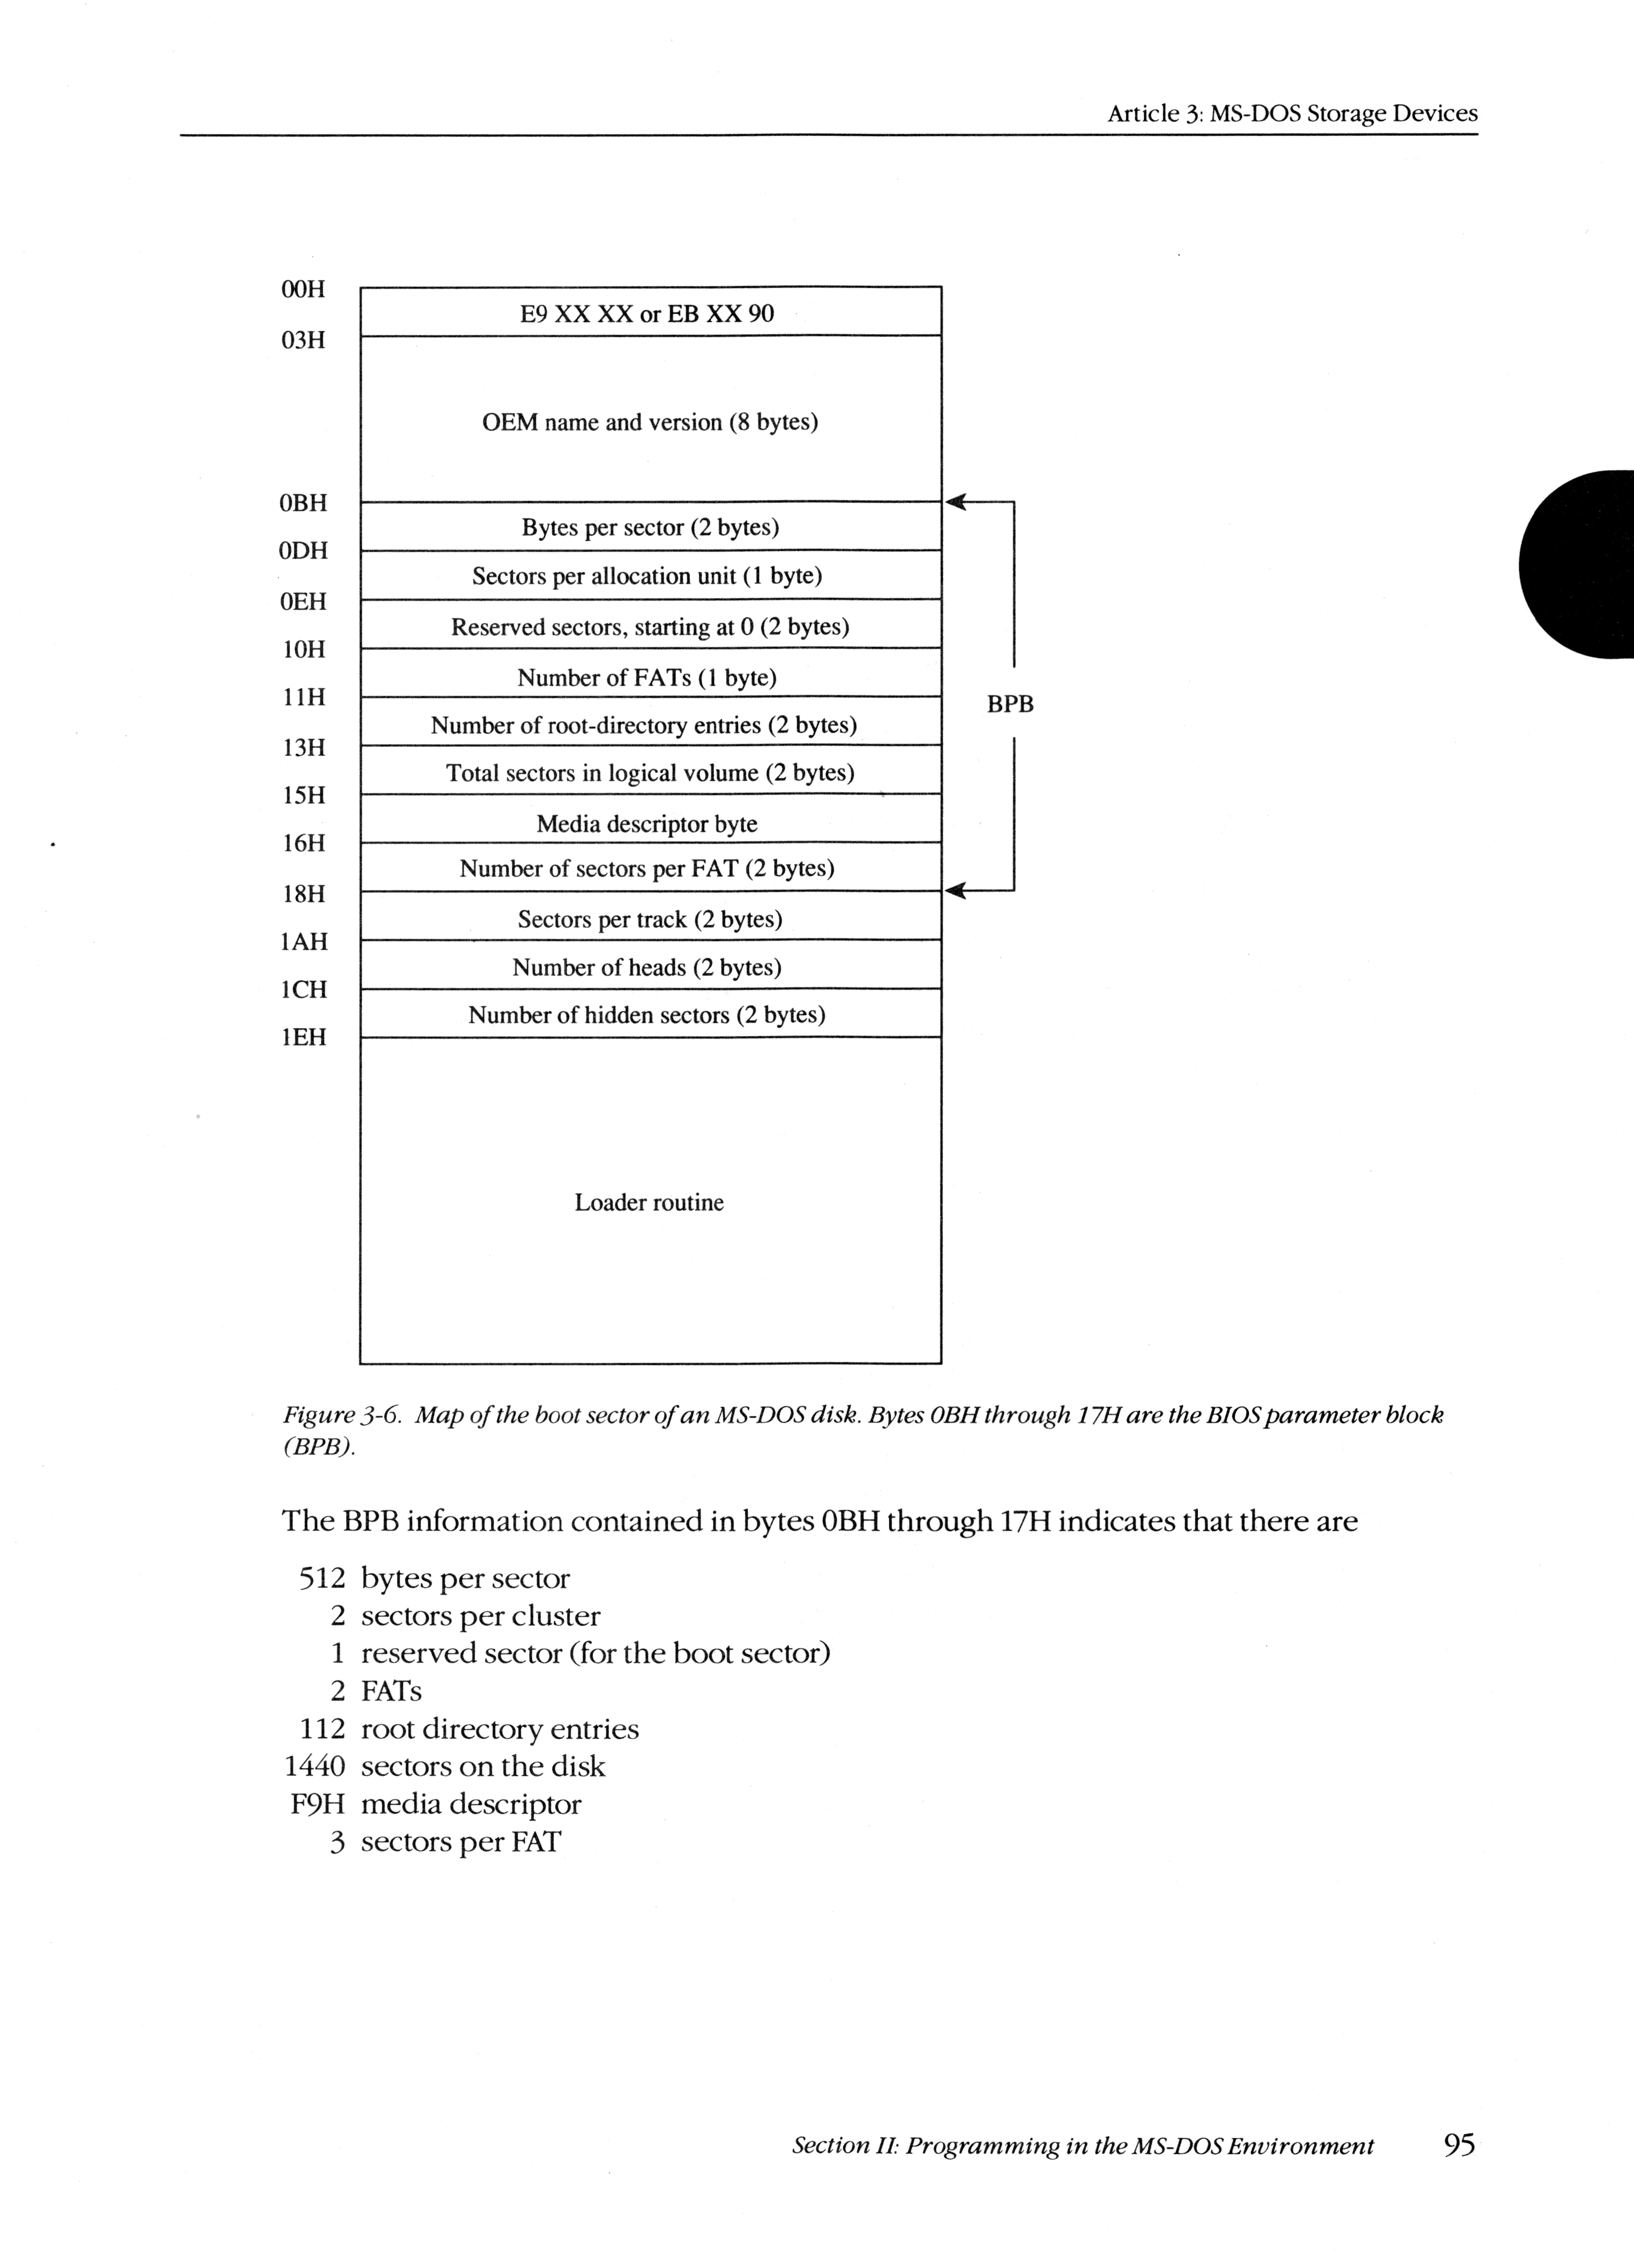 Article 3: MS-DOS Storage Devices
00H
E9 XX XX or EB XX 90
03H
OEM name and version (8 bytes)
0BH
Bytes per sector (2 bytes)
0DH
Sectors per allocation unit (1 byte)
0EH
Reserved sectors, starting at 0 (2 bytes)
10H
Number of FATs (1 byte)
11H
BPB
Number of root-directory entries (2 bytes)
13H
Total sectors in logical volume (2 bytes)
15H
Media descriptor byte
16H
Number of sectors per FAT (2 bytes)
18H
Sectors per track (2 bytes)
1AH
Number of heads (2 bytes)
1CH
Number of hidden sectors (2 bytes)
1EH
Loader routine
Figure 3-6. Map of the boot sector of an MS-DOS disk. Bytes 0BH through 17H are the BIOS parameter block
(BPB).
The BPB information contained in bytes 0BH through 17H indicates that there are
512 bytes per sector
2 sectors per cluster
1 reserved sector (for the boot sector)
2 FATs
112 root directory entries
1440 sectors on the disk
F9H media descriptor
3 sectors per FAT
Section II: Programming in the MS-DOS Environment 95